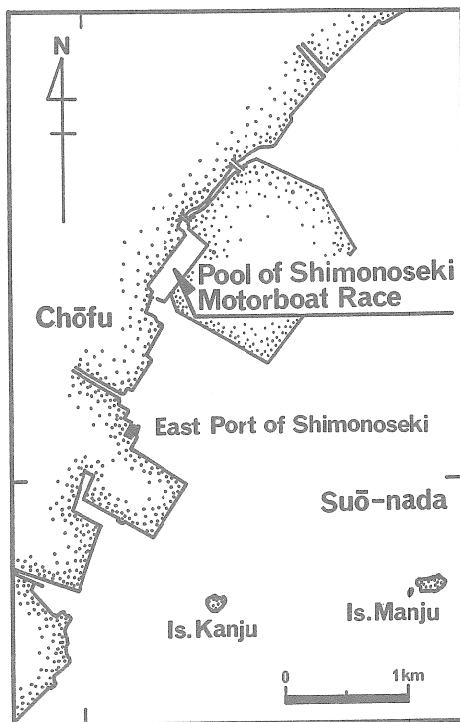 N
Pool of Shimonoseki
Motorboat Race
Chōfu
East Port of Shimonoseki
Suō-nada
Is.Manju
Is.Kanju
0 1km